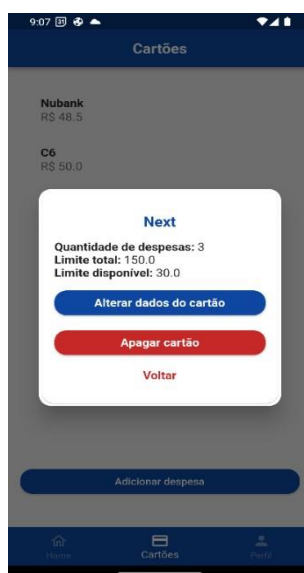 9:07
Cartões
Nubank
R$ 48.5
C6
R$ 50.0
Next
Quantidade de despesas: 3
Limite total: 150.0
Limite disponível: 30.0
Alterar dados do cartão
Apagar cartão
Voltar
Adicionar despesa
Home Cartões Perfil